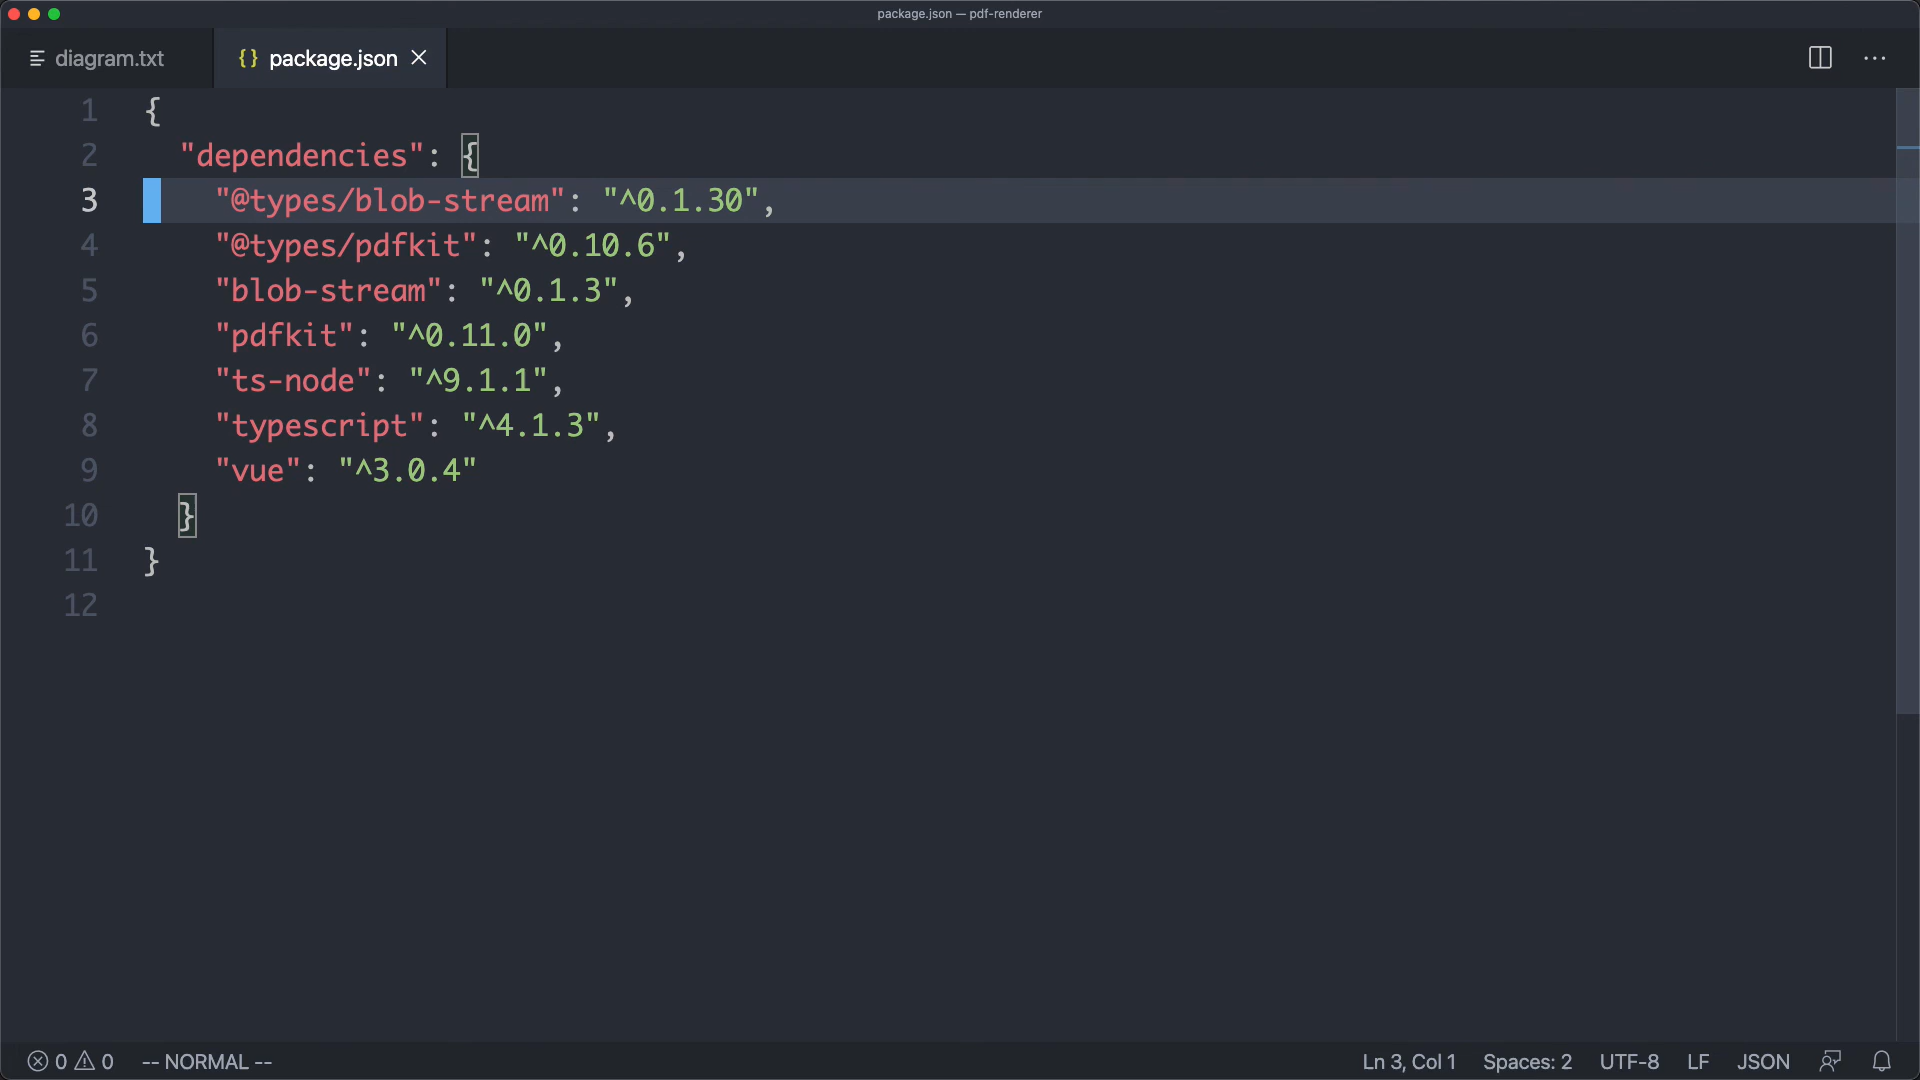 package.json — pdf-renderer
diagram.txt
{} package.json
1 {
2 "dependencies": {
3 "@types/blob-stream": "^0.1.30",
4 "@types/pdfkit": "^0.10.6",
5 "blob-stream": "^0.1.3",
6 "pdfkit": "^0.11.0",
7 "ts-node": "^9.1.1",
8 "typescript": "^4.1.3",
9 "vue": "^3.0.4"
10 }
11 }
12
0 0 -- NORMAL -- Ln 3, Col 1 Spaces: 2 UTF-8 LF JSON